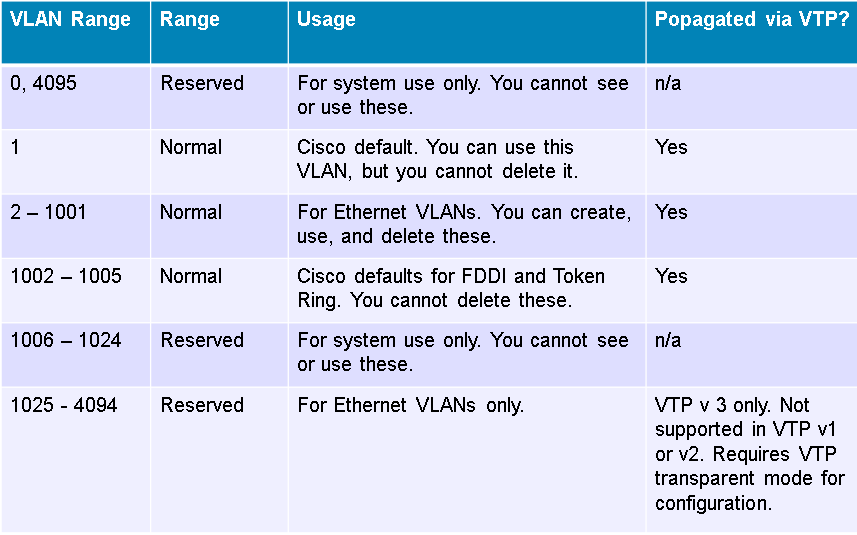 VLAN Range Range Usage Popagated via VTP?
0, 4095 Reserved For system use only. You cannot see n/a
or use these.
1 Normal Cisco default. You can use this Yes
VLAN, but you cannot delete it.
2 – 1001 Normal For Ethernet VLANs. You can create, Yes
use, and delete these.
1002 – 1005 Normal Cisco defaults for FDDI and Token Yes
Ring. You cannot delete these.
1006 – 1024 Reserved For system use only. You cannot see n/a
or use these.
1025 - 4094 Reserved For Ethernet VLANs only. VTP v 3 only. Not
supported in VTP v1
or v2. Requires VTP
transparent mode for
configuration.